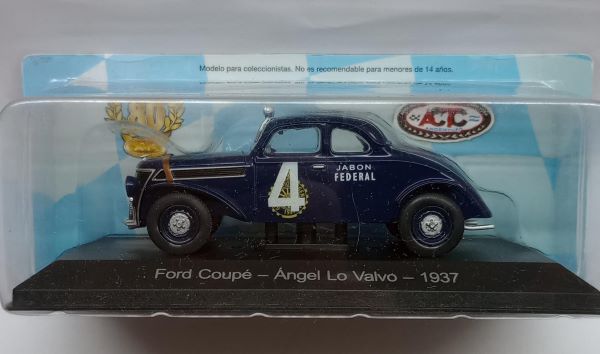 Modelo para coleccionistas. No es recomendable para menores de 14 años.
80
ACTC
4
JABON
FEDERAL
Ford Coupé – Ángel Lo Valvo – 1937